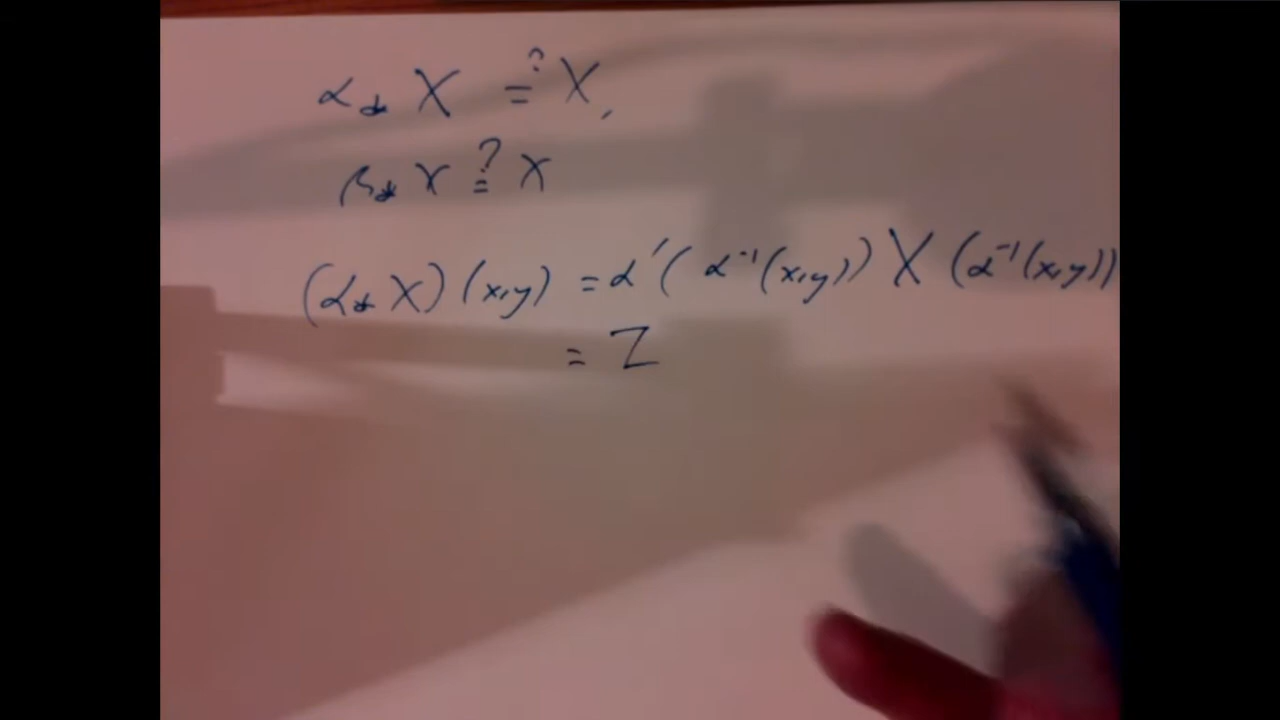 α_* X =^? X,
β_* X =^? X
(α_* X)(x,y) = α'(α^{-1}(x,y)) X (α^{-1}(x,y))
= Z